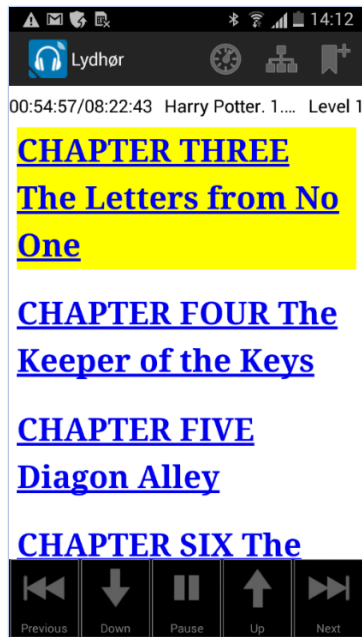 14:12
Lydhør
00:54:57/08:22:43 Harry Potter. 1.... Level 1
CHAPTER THREE
The Letters from No
One
CHAPTER FOUR The
Keeper of the Keys
CHAPTER FIVE
Diagon Alley
CHAPTER SIX The
Previous Down Pause Up Next